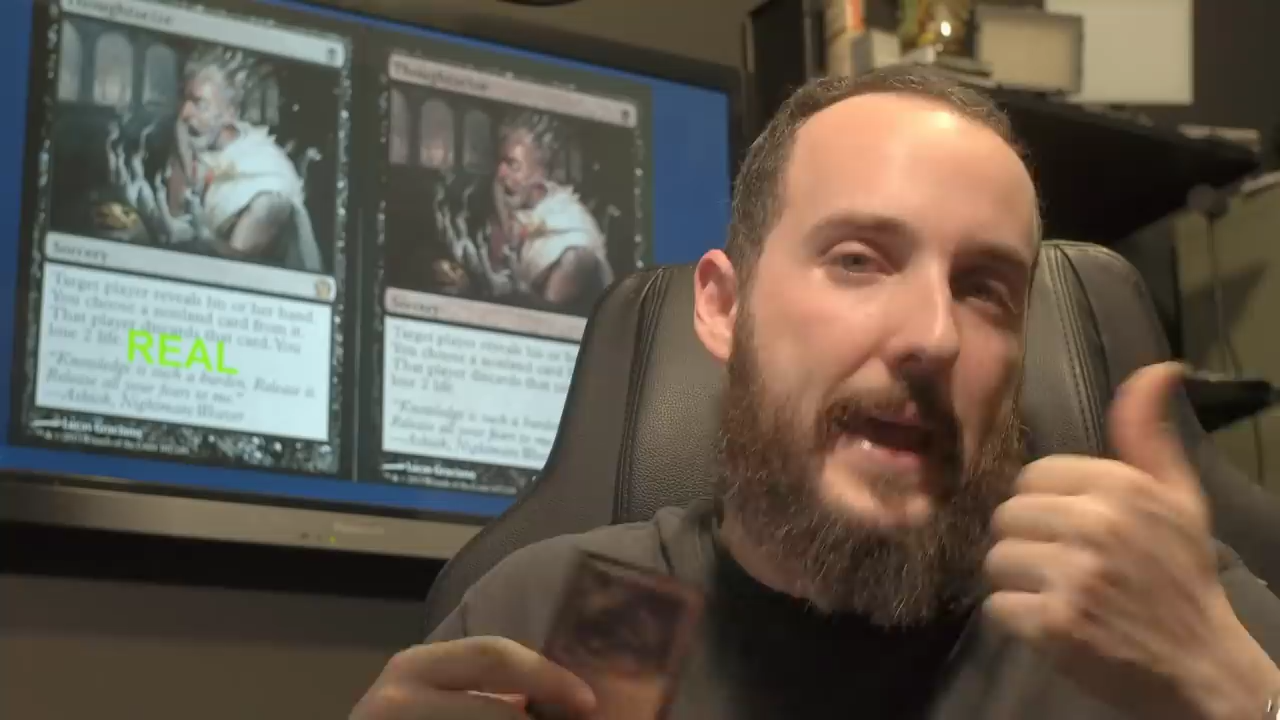 Thoughtseize
Sorcery
Target player reveals his or her hand.
You choose a nonland card from it.
That player discards that card. You
lose 2 life.
REAL
"Knowledge is such a burden. Release it.
Release all your fears to me."
—Ashiok, Nightmare Weaver
Lucas Graciano
Thoughtseize
Sorcery
Target player reveals his or
You choose a nonland card
That player discards that
lose 2 life.
"Knowledge is such a burden
Release all your fears to me
—Ashiok, Nightmare
Lucas Graciano